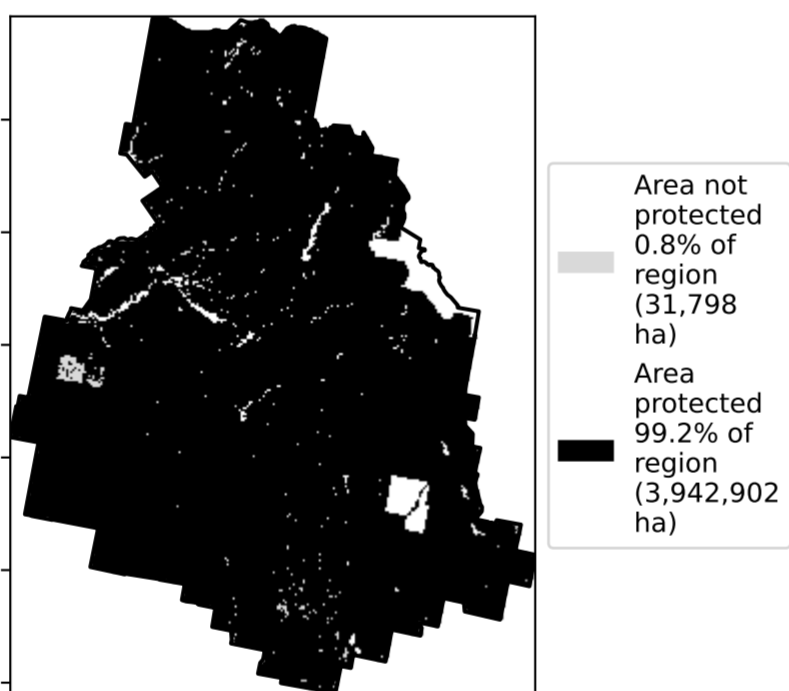 Area not
protected
0.8% of
region
(31,798
ha)
Area
protected
99.2% of
region
(3,942,902
ha)